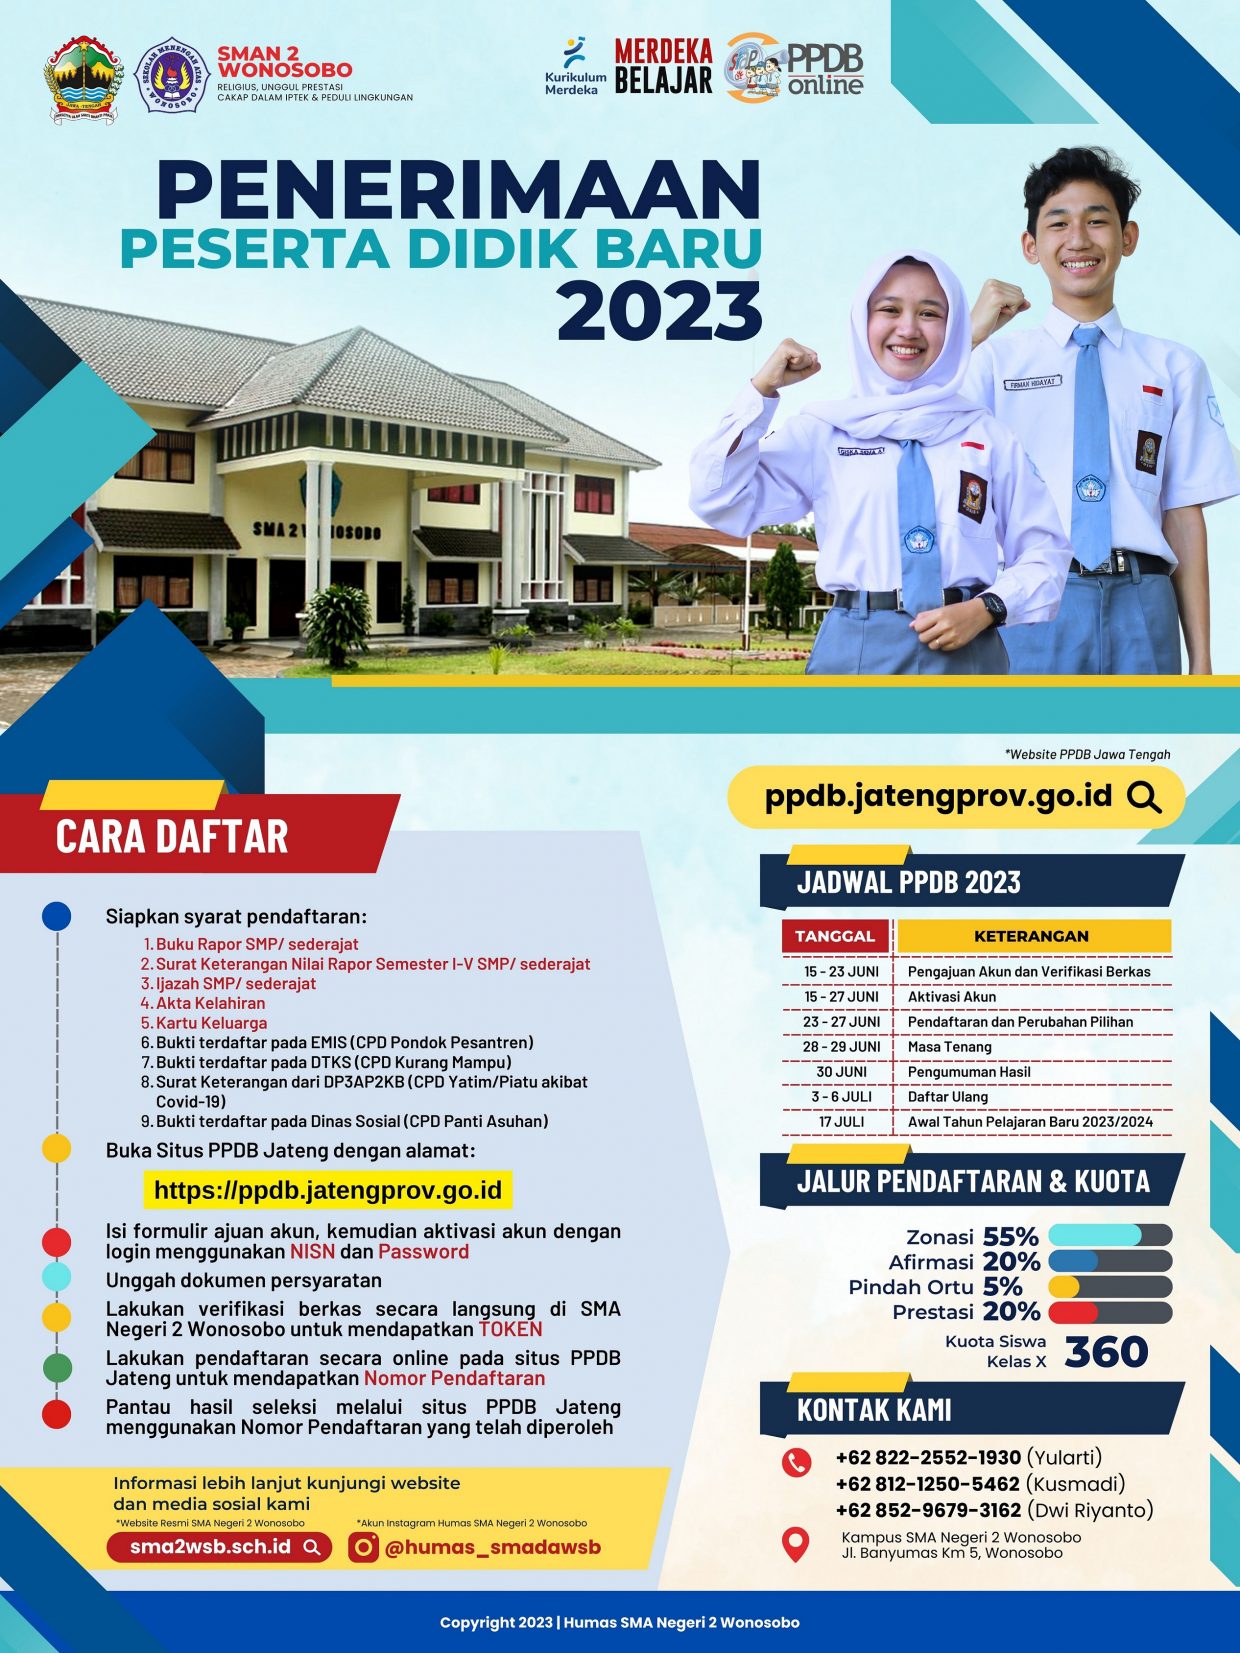 SMAN 2
WONOSOBO
RELIGIUS, UNGGUL PRESTASI
CAKAP DALAM IPTEK & PEDULI LINGKUNGAN
JAWA - TENGAH
SEKOLAH MENENGAH ATAS
WONOSOBO
Kurikulum
Merdeka
MERDEKA
BELAJAR
PPDB
online
PENERIMAAN
PESERTA DIDIK BARU
2023
SMA 2 WONOSOBO
FIRMAN HIDAYAT
*Website PPDB Jawa Tengah
ppdb.jatengprov.go.id
CARA DAFTAR
Siapkan syarat pendaftaran:
1. Buku Rapor SMP/ sederajat
2. Surat Keterangan Nilai Rapor Semester I-V SMP/ sederajat
3. Ijazah SMP/ sederajat
4. Akta Kelahiran
5. Kartu Keluarga
6. Bukti terdaftar pada EMIS (CPD Pondok Pesantren)
7. Bukti terdaftar pada DTKS (CPD Kurang Mampu)
8. Surat Keterangan dari DP3AP2KB (CPD Yatim/Piatu akibat
Covid-19)
9. Bukti terdaftar pada Dinas Sosial (CPD Panti Asuhan)
Buka Situs PPDB Jateng dengan alamat:
https://ppdb.jatengprov.go.id
Isi formulir ajuan akun, kemudian aktivasi akun dengan
login menggunakan NISN dan Password
Unggah dokumen persyaratan
Lakukan verifikasi berkas secara langsung di SMA
Negeri 2 Wonosobo untuk mendapatkan TOKEN
Lakukan pendaftaran secara online pada situs PPDB
Jateng untuk mendapatkan Nomor Pendaftaran
Pantau hasil seleksi melalui situs PPDB Jateng
menggunakan Nomor Pendaftaran yang telah diperoleh
Informasi lebih lanjut kunjungi website
dan media sosial kami
*Website Resmi SMA Negeri 2 Wonosobo
*Akun Instagram Humas SMA Negeri 2 Wonosobo
sma2wsb.sch.id
@humas_smadawsb
JADWAL PPDB 2023
TANGGAL KETERANGAN
15 - 23 JUNI Pengajuan Akun dan Verifikasi Berkas
15 - 27 JUNI Aktivasi Akun
23 - 27 JUNI Pendaftaran dan Perubahan Pilihan
28 - 29 JUNI Masa Tenang
30 JUNI Pengumuman Hasil
3 - 6 JULI Daftar Ulang
17 JULI Awal Tahun Pelajaran Baru 2023/2024
JALUR PENDAFTARAN & KUOTA
Zonasi 55%
Afirmasi 20%
Pindah Ortu 5%
Prestasi 20%
Kuota Siswa
Kelas X 360
KONTAK KAMI
+62 822-2552-1930 (Yularti)
+62 812-1250-5462 (Kusmadi)
+62 852-9679-3162 (Dwi Riyanto)
Kampus SMA Negeri 2 Wonosobo
Jl. Banyumas Km 5, Wonosobo
Copyright 2023 | Humas SMA Negeri 2 Wonosobo